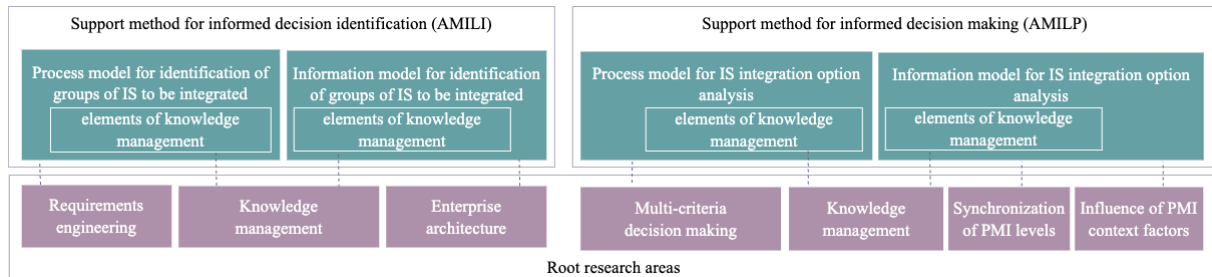 Support method for informed decision identification (AMILI)
Process model for identification of
groups of IS to be integrated
elements of knowledge
management
Information model for identification
of groups of IS to be integrated
elements of knowledge
management
Support method for informed decision making (AMILP)
Process model for IS integration option
analysis
elements of knowledge
management
Information model for IS integration option
analysis
elements of knowledge
management
Requirements
engineering
Knowledge
management
Enterprise
architecture
Multi-criteria
decision making
Knowledge
management
Synchronization
of PMI levels
Influence of PMI
context factors
Root research areas